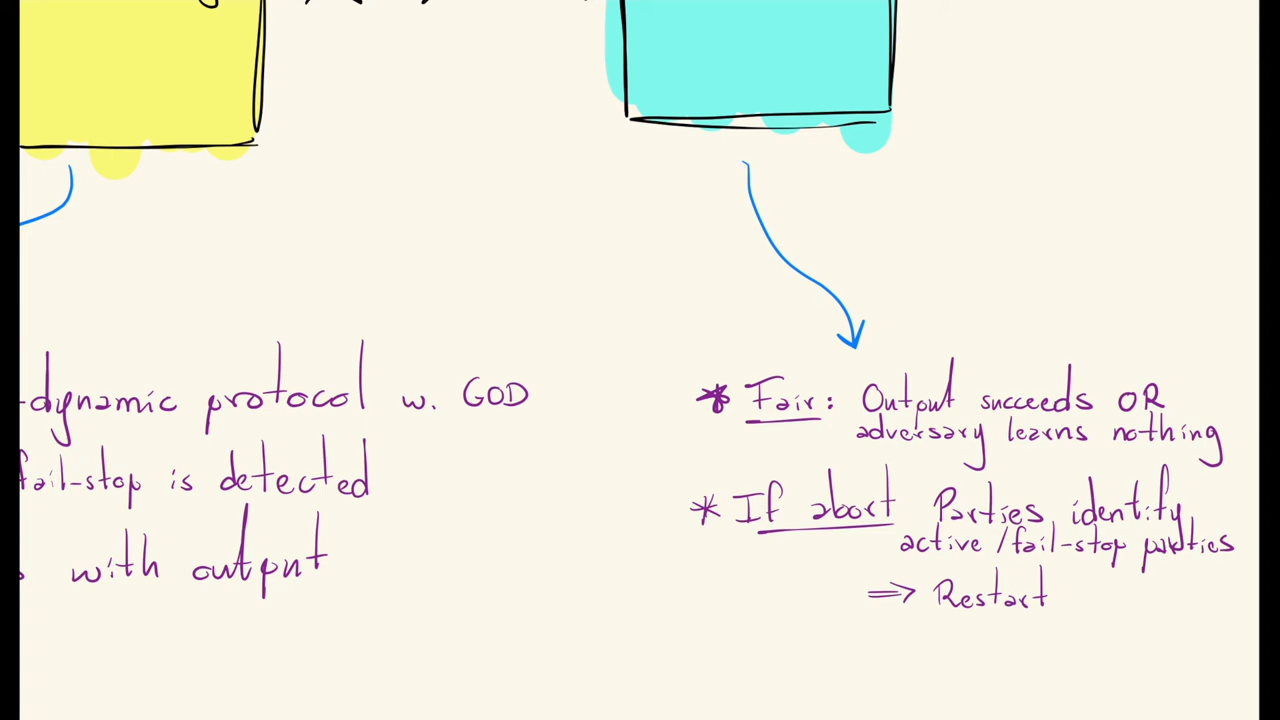 -dynamic protocol w. GOD
fail-stop is detected
with output
* Fair: Output succeeds OR
adversary learns nothing
* If abort Parties identify
active/fail-stop parties
⇒ Restart